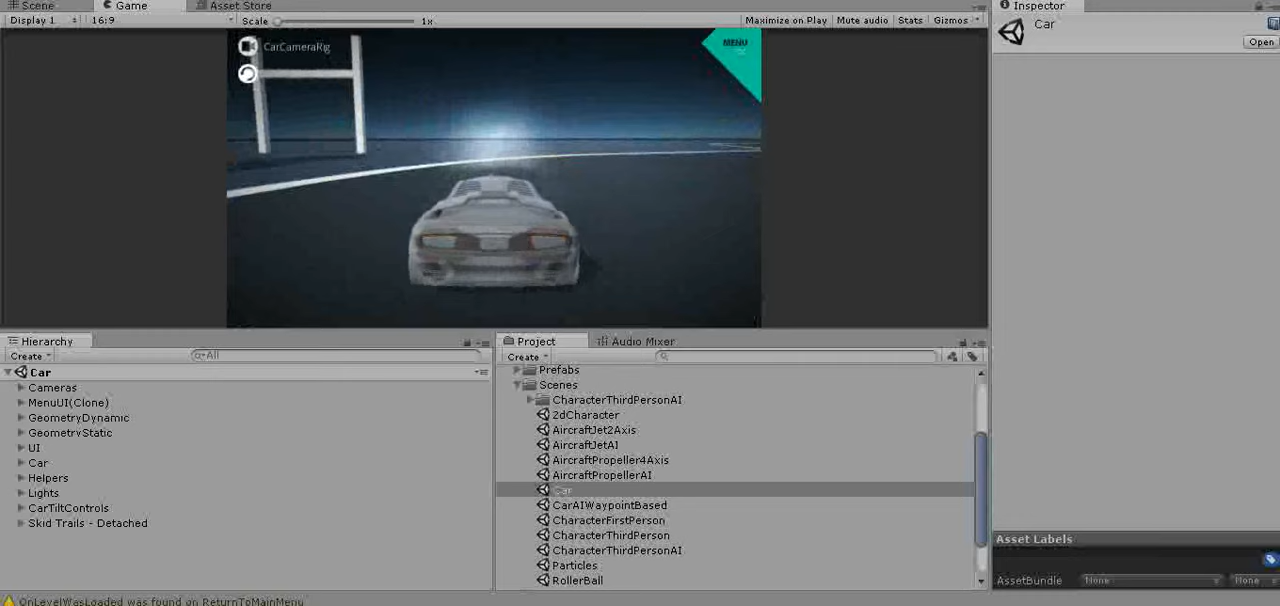 Scene Game Asset Store
Display 1 16:9 Scale 1x Maximize on Play Mute audio Stats Gizmos
CarCameraRig
MENU
Inspector
Car
Open
Hierarchy
Create All
Car
Cameras
MenuUI(Clone)
GeometryDynamic
GeometryStatic
UI
Car
Helpers
Lights
CarTiltControls
Skid Trails - Detached
Project Audio Mixer
Create
Prefabs
Scenes
CharacterThirdPersonAI
2dCharacter
AircraftJet2Axis
AircraftJetAI
AircraftPropeller4Axis
AircraftPropellerAI
Car
CarAIWaypointBased
CharacterFirstPerson
CharacterThirdPerson
CharacterThirdPersonAI
Particles
RollerBall
Asset Labels
AssetBundle None None
OnLevelWasLoaded was found on ReturnToMainMenu